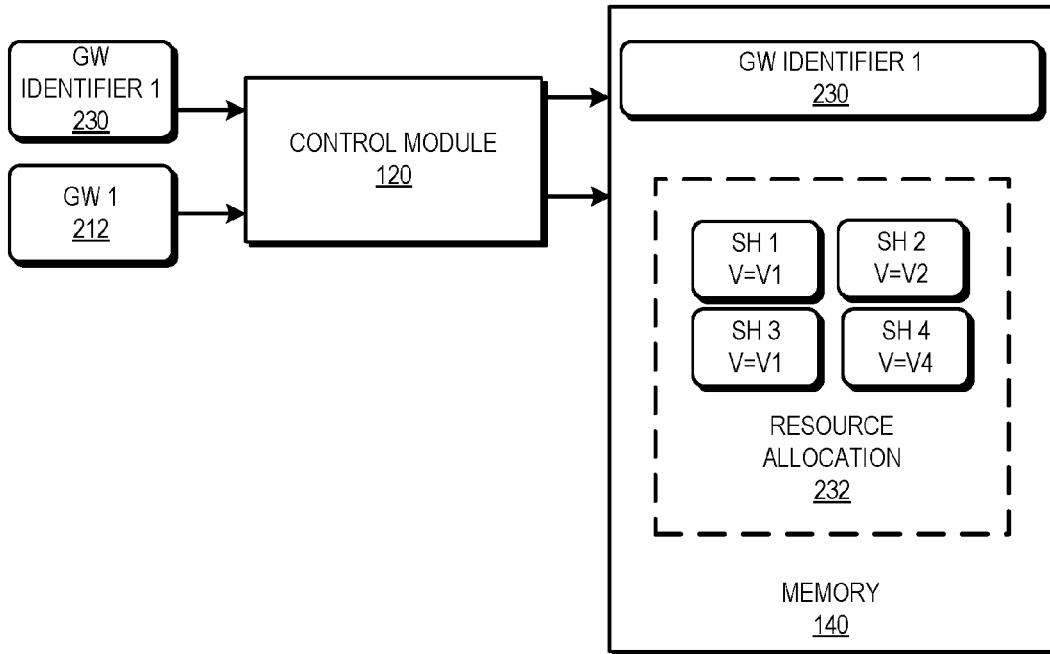 GW
IDENTIFIER 1
230
GW 1
212
CONTROL MODULE
120
GW IDENTIFIER 1
230
SH 1
V=V1
SH 2
V=V2
SH 3
V=V1
SH 4
V=V4
RESOURCE
ALLOCATION
232
MEMORY
140